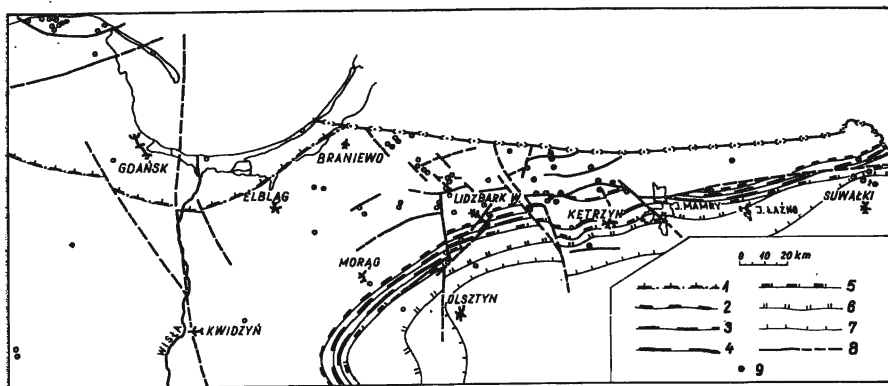 GDAŃSK
BRANIEWO
ELBLĄG
LIDZBARK W.
KĘTRZYN
J. MAMRY
J. ŁAŹNO
SUWAŁKI
MORĄG
OLSZTYN
WISŁA
KWIDZYŃ
0 10 20 km
1 5
2 6
3 7
4 8
9